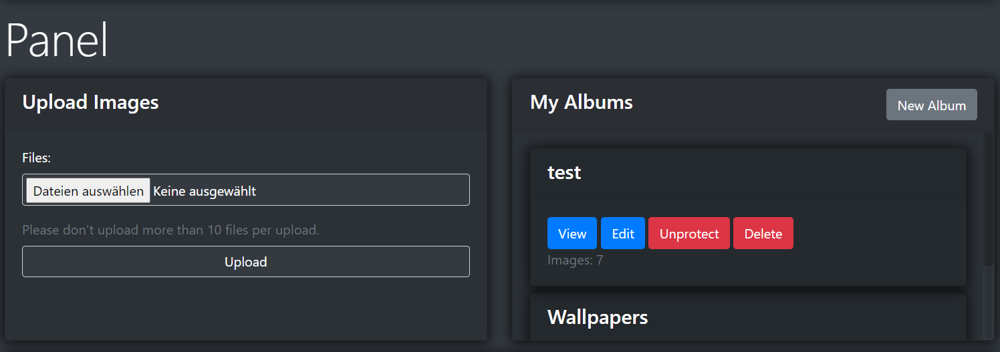 Panel
Upload Images
Files:
Dateien auswählen Keine ausgewählt
Please don't upload more than 10 files per upload.
Upload
My Albums
New Album
test
View Edit Unprotect Delete
Images: 7
Wallpapers